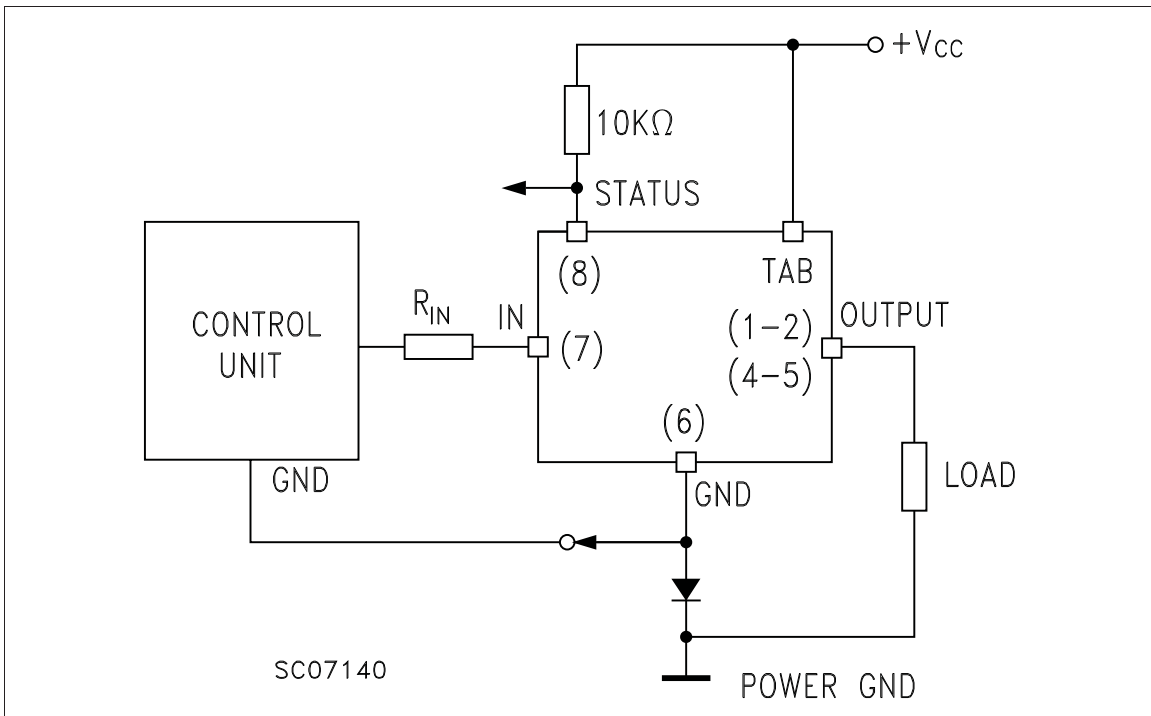 +VCC
10KΩ
STATUS
(8)
TAB
CONTROL
UNIT
RIN
IN
(7)
(1-2)
(4-5)
OUTPUT
(6)
GND
GND
LOAD
SC07140
POWER GND